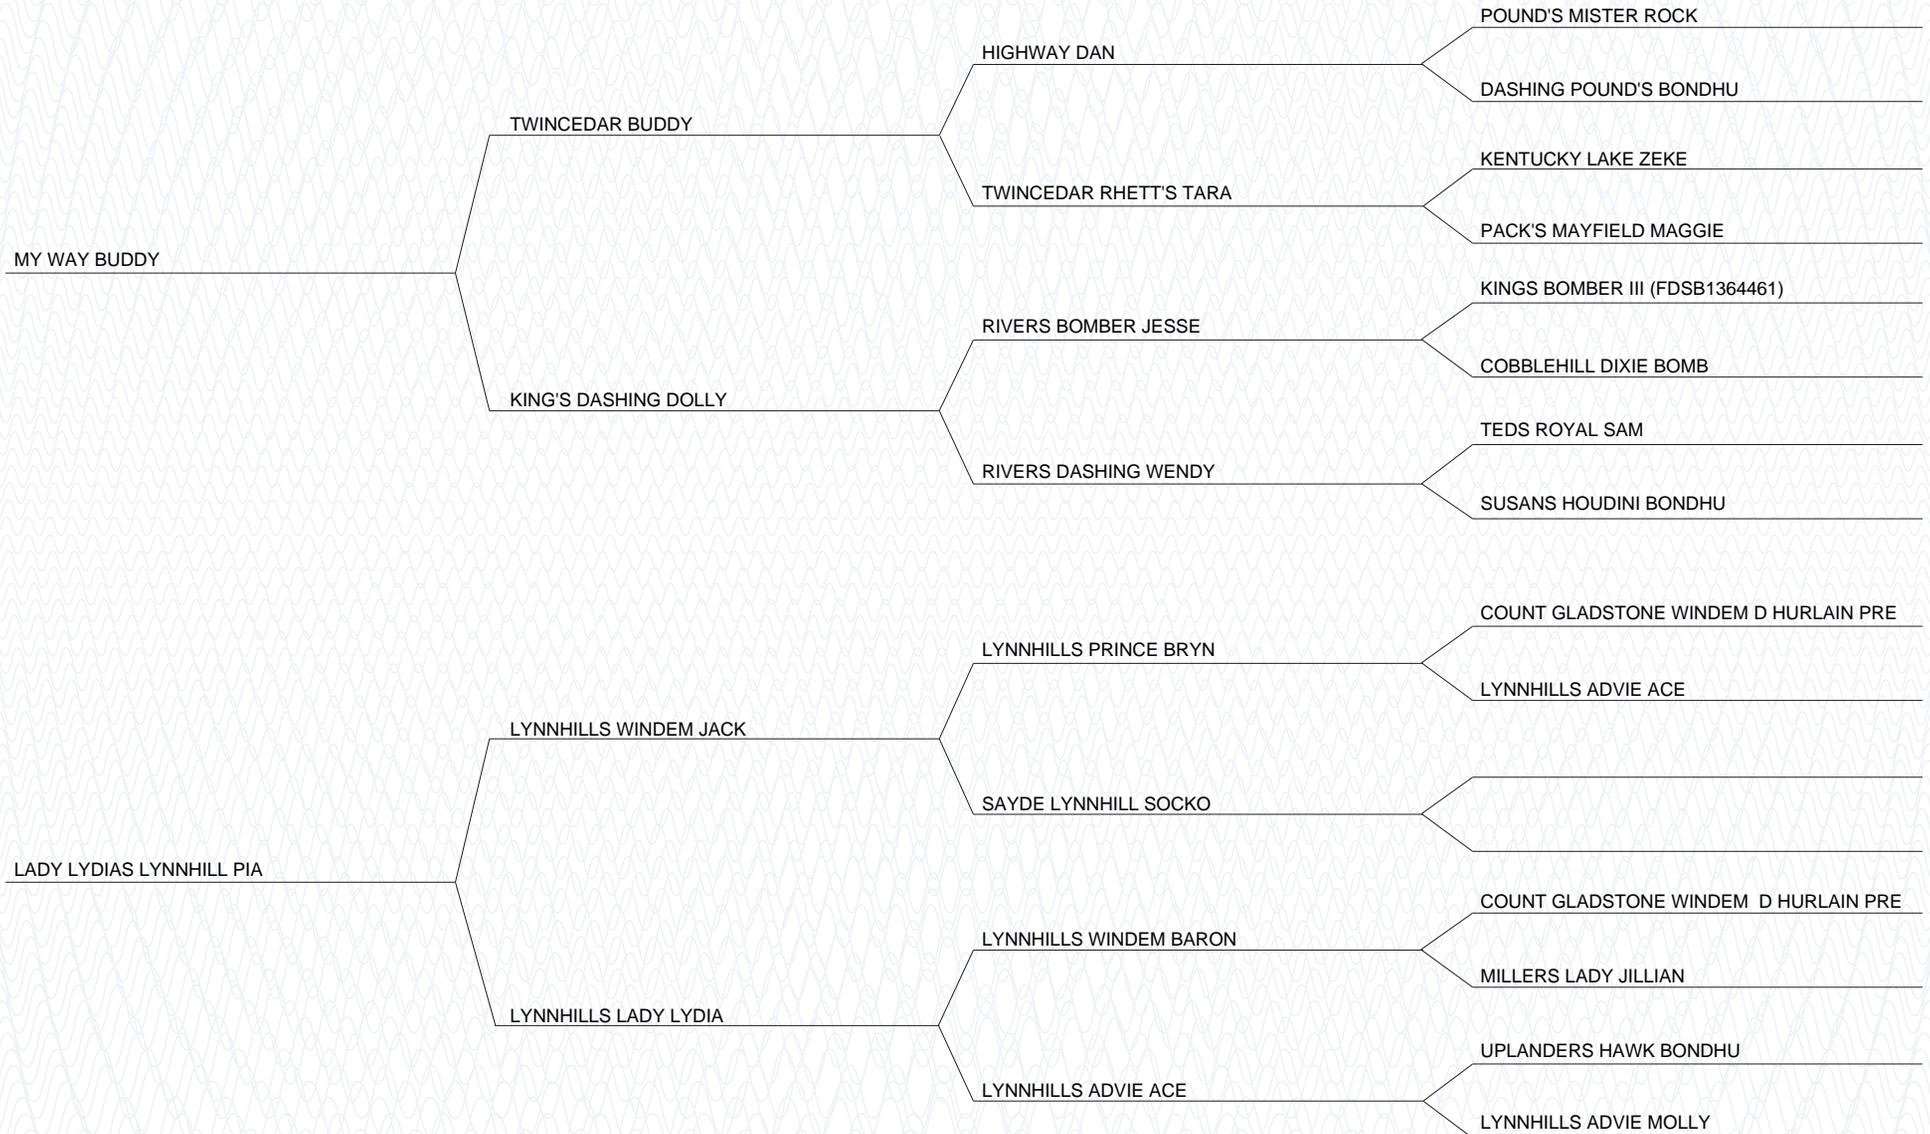 POUND'S MISTER ROCK
HIGHWAY DAN
DASHING POUND'S BONDHU
TWINCEDAR BUDDY
KENTUCKY LAKE ZEKE
TWINCEDAR RHETT'S TARA
PACK'S MAYFIELD MAGGIE
MY WAY BUDDY
KINGS BOMBER III (FDSB1364461)
RIVERS BOMBER JESSE
COBBLEHILL DIXIE BOMB
KING'S DASHING DOLLY
TEDS ROYAL SAM
RIVERS DASHING WENDY
SUSANS HOUDINI BONDHU
COUNT GLADSTONE WINDEM D HURLAIN PRE
LYNNHILLS PRINCE BRYN
LYNNHILLS ADVIE ACE
LYNNHILLS WINDEM JACK
SAYDE LYNNHILL SOCKO
LADY LYDIAS LYNNHILL PIA
COUNT GLADSTONE WINDEM  D HURLAIN PRE
LYNNHILLS WINDEM BARON
MILLERS LADY JILLIAN
LYNNHILLS LADY LYDIA
UPLANDERS HAWK BONDHU
LYNNHILLS ADVIE ACE
LYNNHILLS ADVIE MOLLY